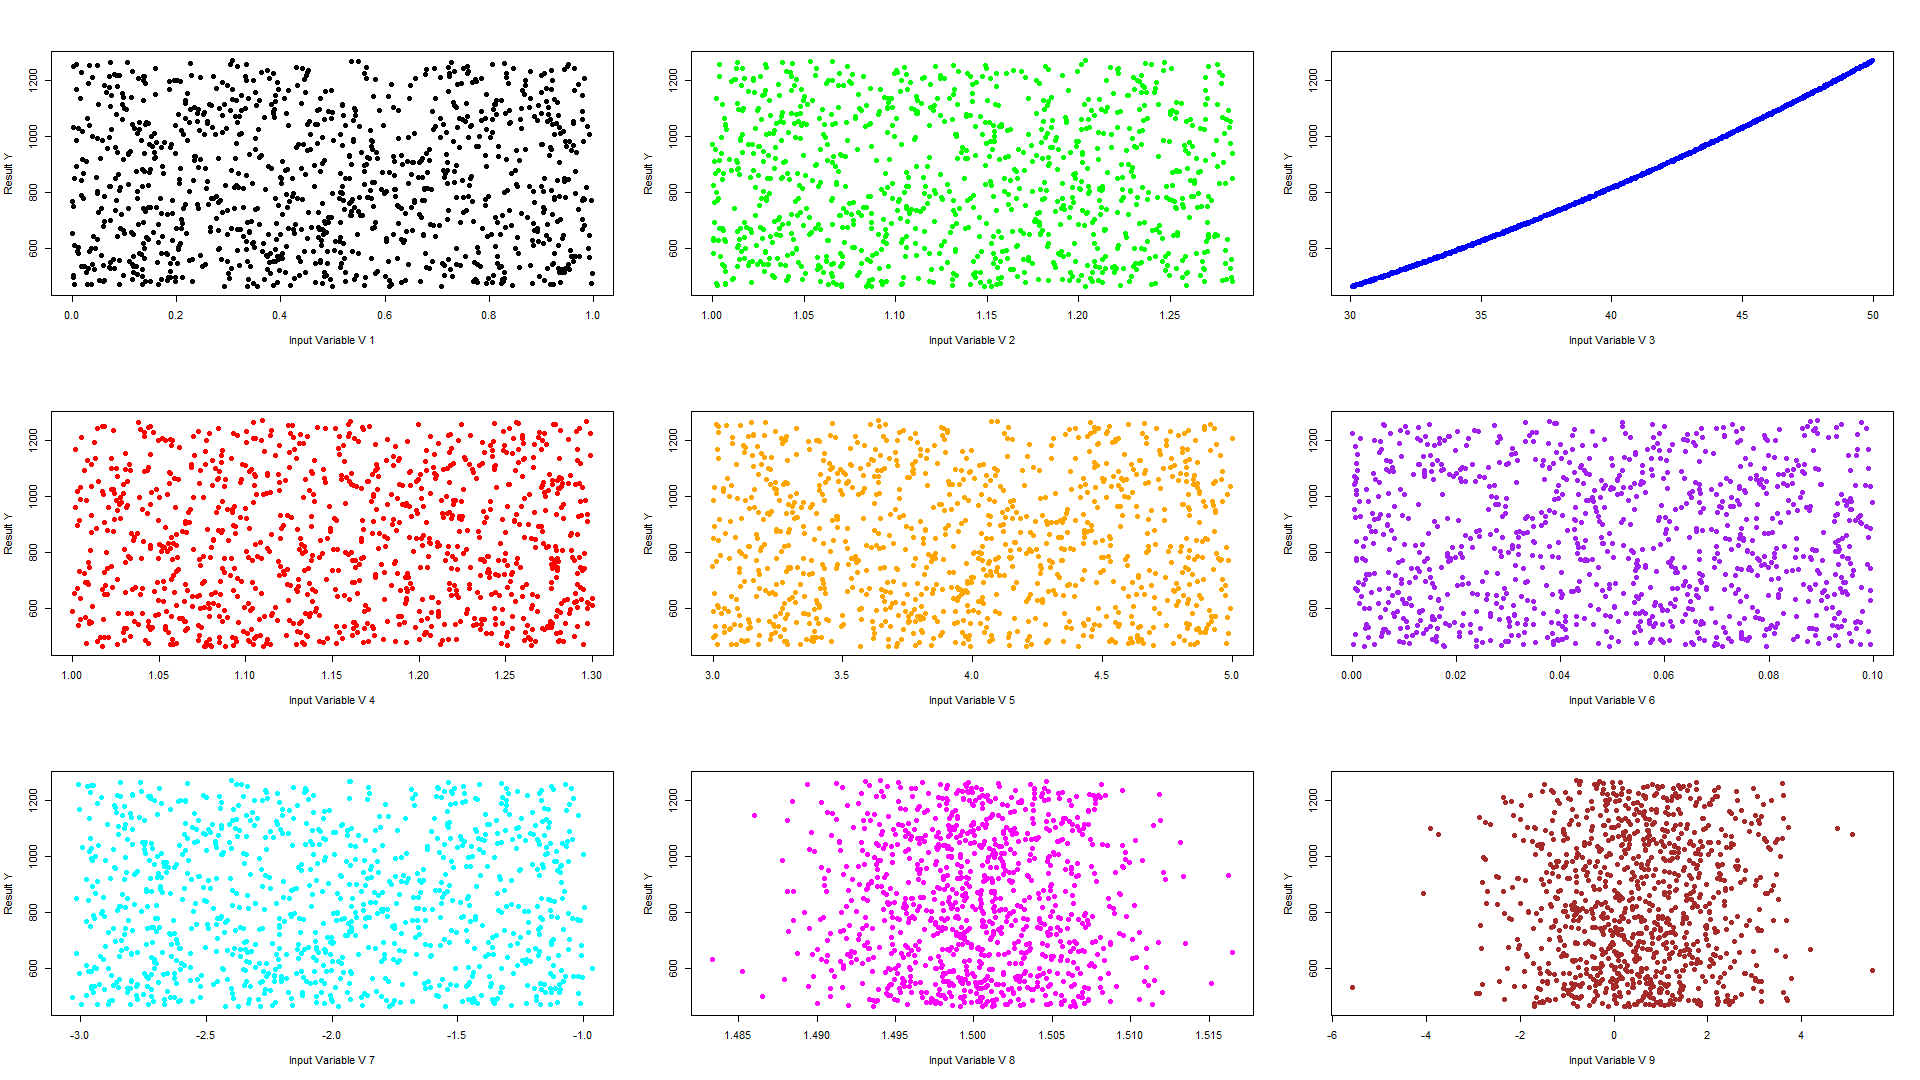 Result Y
1200
1000
800
600
0.0 0.2 0.4 0.6 0.8 1.0
Input Variable V 1
Result Y
1200
1000
800
600
1.00 1.05 1.10 1.15 1.20 1.25
Input Variable V 2
Result Y
1200
1000
800
600
30 35 40 45 50
Input Variable V 3
Result Y
1200
1000
800
600
1.00 1.05 1.10 1.15 1.20 1.25 1.30
Input Variable V 4
Result Y
1200
1000
800
600
3.0 3.5 4.0 4.5 5.0
Input Variable V 5
Result Y
1200
1000
800
600
0.00 0.02 0.04 0.06 0.08 0.10
Input Variable V 6
Result Y
1200
1000
800
600
-3.0 -2.5 -2.0 -1.5 -1.0
Input Variable V 7
Result Y
1200
1000
800
600
1.485 1.490 1.495 1.500 1.505 1.510 1.515
Input Variable V 8
Result Y
1200
1000
800
600
-6 -4 -2 0 2 4
Input Variable V 9